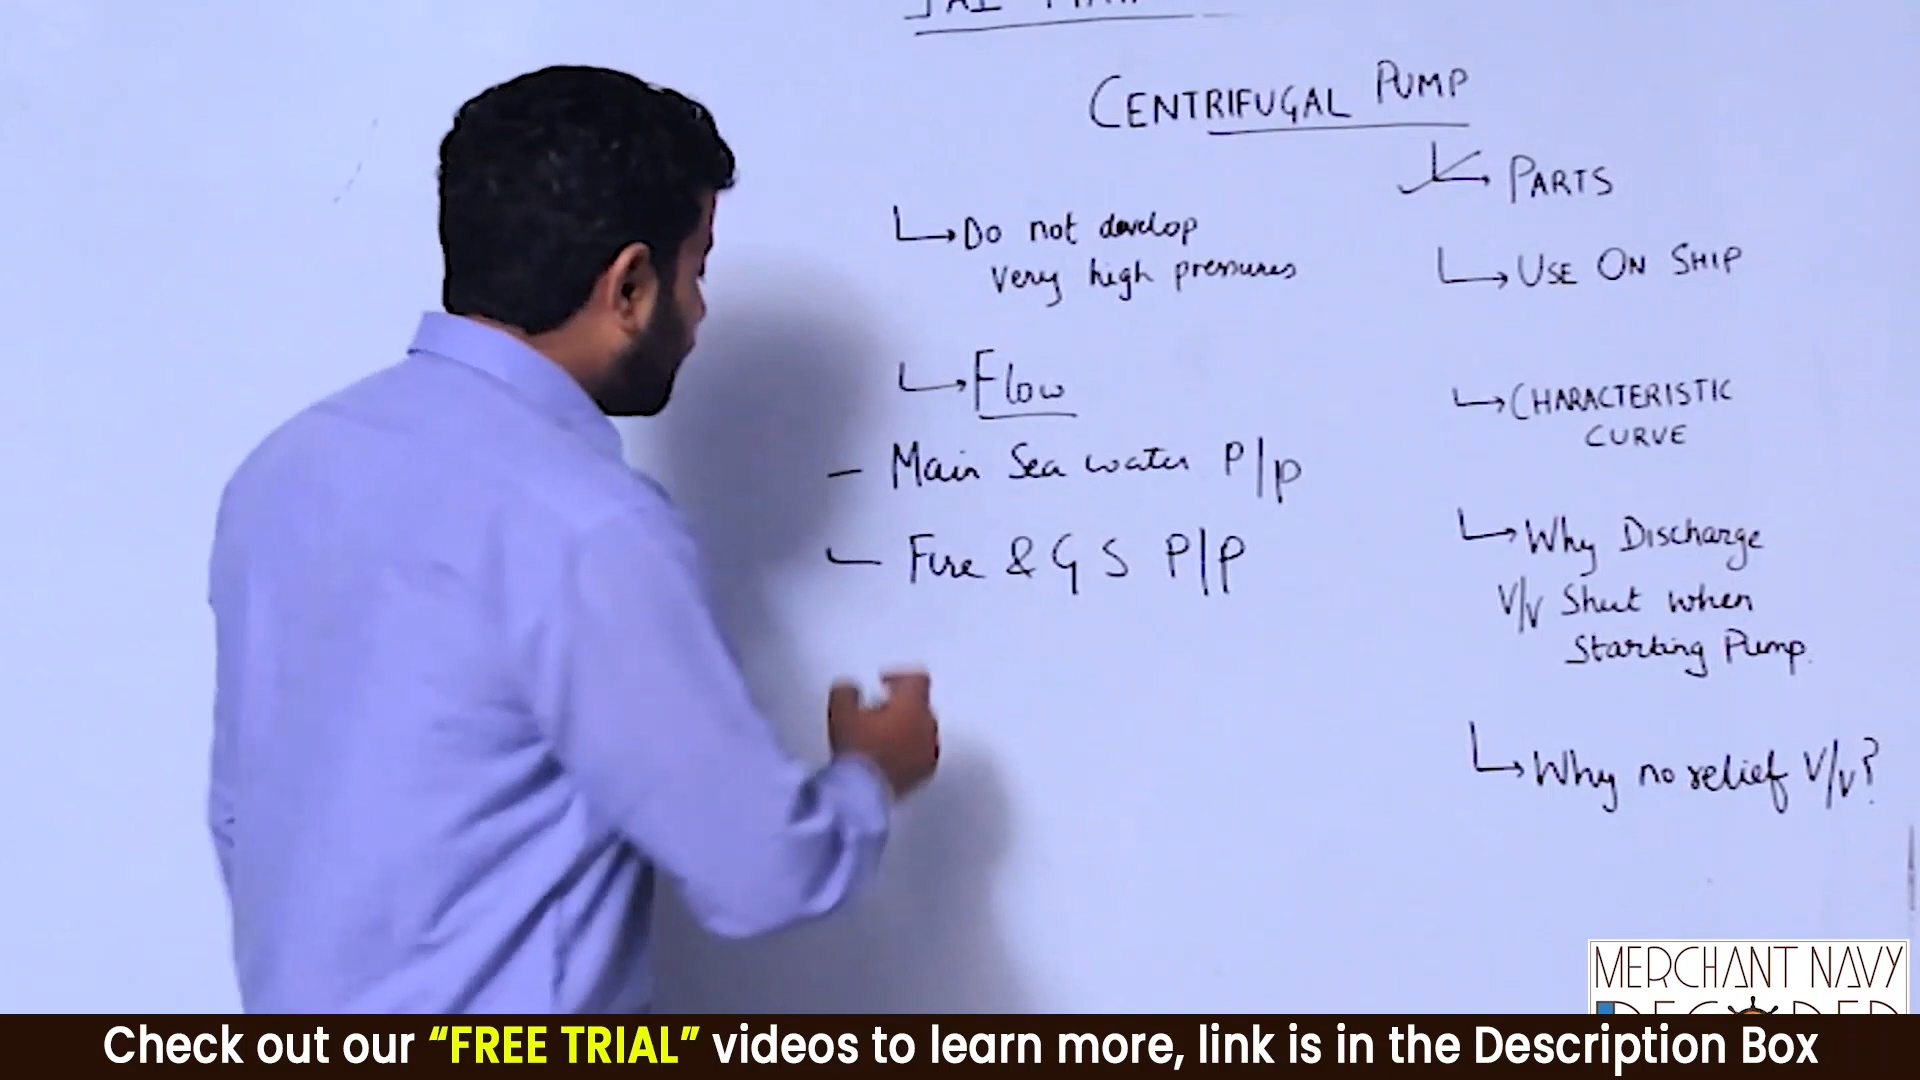 CENTRIFUGAL PUMP
Do not develop
very high pressures
Flow
— Main Sea water P/p
— Fire & G S P/P
PARTS
USE ON SHIP
CHARACTERISTIC
CURVE
Why Discharge
V/V Shut when
Starting Pump.
Why no relief V/V?
MERCHANT NAVY
Check out our “FREE TRIAL” videos to learn more, link is in the Description Box